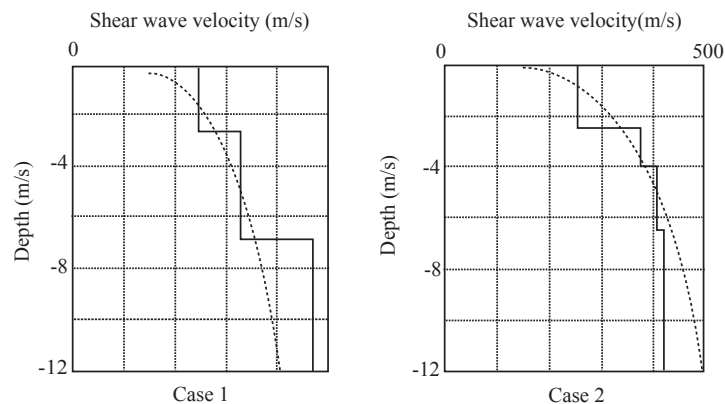 Shear wave velocity (m/s)
0
Depth (m/s)
-4
-8
-12
Case 1
Shear wave velocity(m/s)
0 500
Depth (m/s)
-4
-8
-12
Case 2